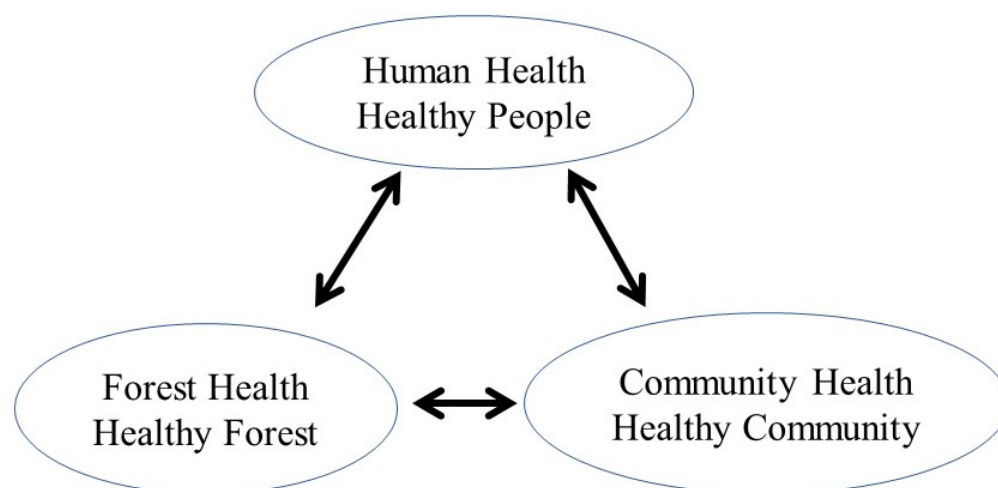 Human Health
Healthy People
Forest Health
Healthy Forest
Community Health
Healthy Community